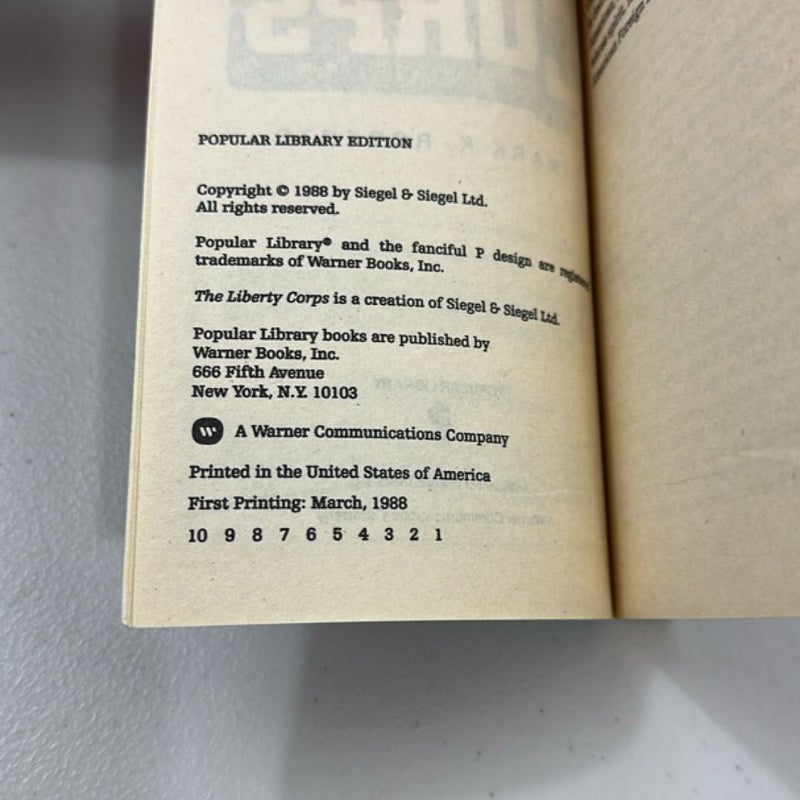 POPULAR LIBRARY EDITION
Copyright © 1988 by Siegel & Siegel Ltd.
All rights reserved.
Popular Library® and the fanciful P design are registered
trademarks of Warner Books, Inc.
The Liberty Corps is a creation of Siegel & Siegel Ltd.
Popular Library books are published by
Warner Books, Inc.
666 Fifth Avenue
New York, N.Y. 10103
A Warner Communications Company
Printed in the United States of America
First Printing: March, 1988
10 9 8 7 6 5 4 3 2 1